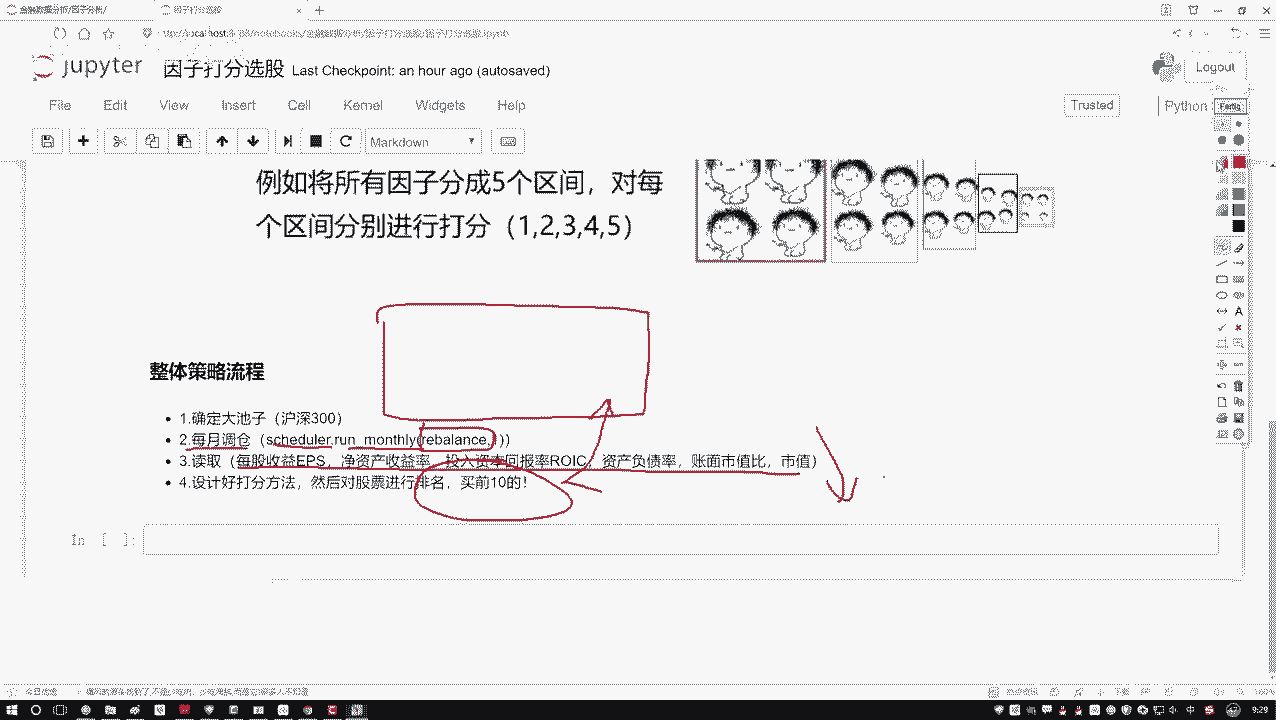 因子打分选股
jupyter 因子打分选股 Last Checkpoint: an hour ago (autosaved)
Logout
File Edit View Insert Cell Kernel Widgets Help
Trusted
Python
Markdown
例如将所有因子分成5个区间，对每
个区间分别进行打分（1,2,3,4,5）
整体策略流程
1.确定大池子（沪深300）
2.每月调仓（scheduler.run_monthly(rebalance,1)）
3.读取（每股收益EPS，净资产收益率，投入资本回报率ROIC，资产负债率，账面市值比，市值）
4.设计好打分方法，然后对股票进行排名，买前10的！
In [ ]:
中
9:29